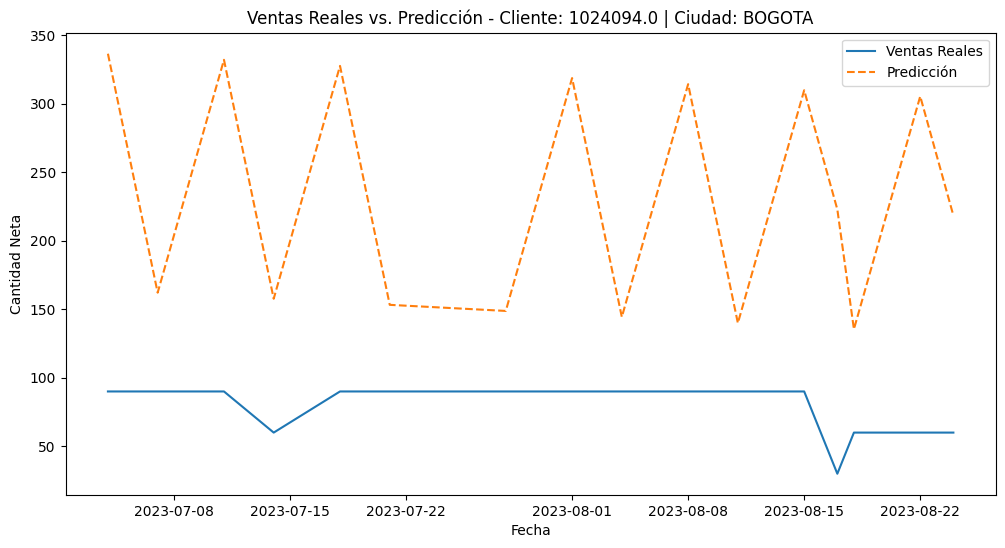 Ventas Reales vs. Predicción - Cliente: 1024094.0 | Ciudad: BOGOTA
Ventas Reales
Predicción
Cantidad Neta
350
300
250
200
150
100
50
2023-07-08
2023-07-15
2023-07-22
2023-08-01
2023-08-08
2023-08-15
2023-08-22
Fecha